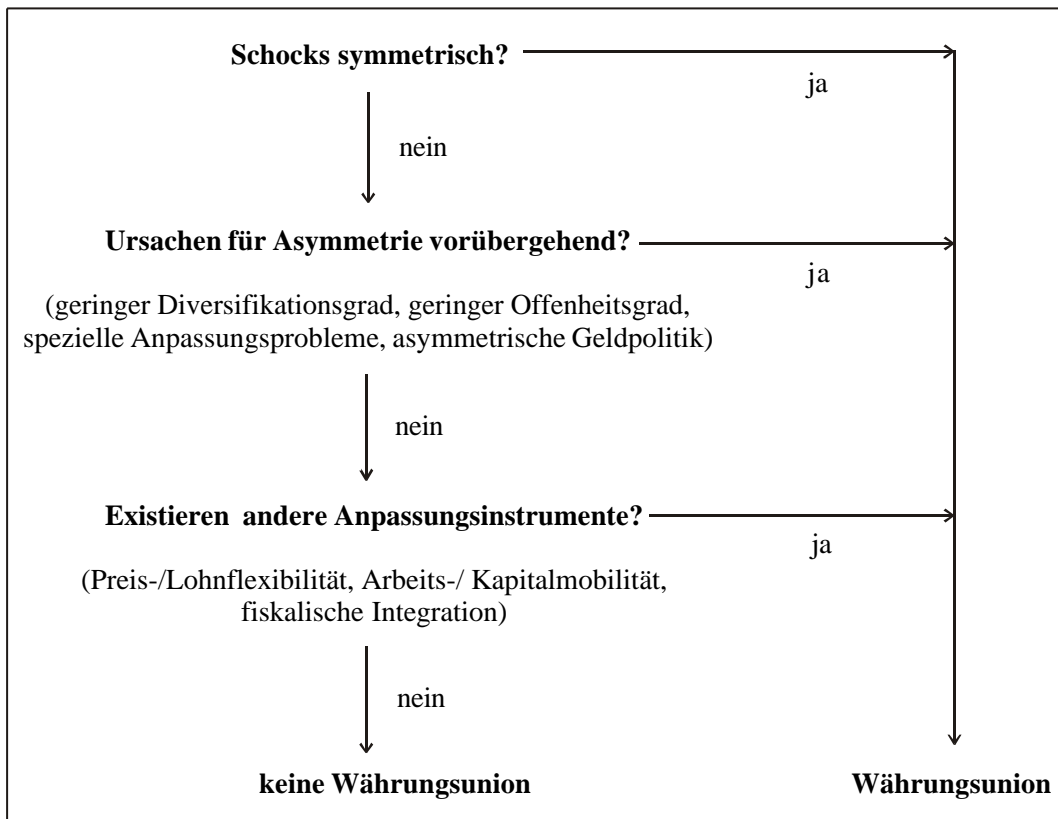 Schocks symmetrisch?
ja
nein
Ursachen für Asymmetrie vorübergehend?
ja
(geringer Diversifikationsgrad, geringer Offenheitsgrad,
spezielle Anpassungsprobleme, asymmetrische Geldpolitik)
nein
Existieren andere Anpassungsinstrumente?
ja
(Preis-/Lohnflexibilität, Arbeits-/ Kapitalmobilität,
fiskalische Integration)
nein
keine Währungsunion
Währungsunion